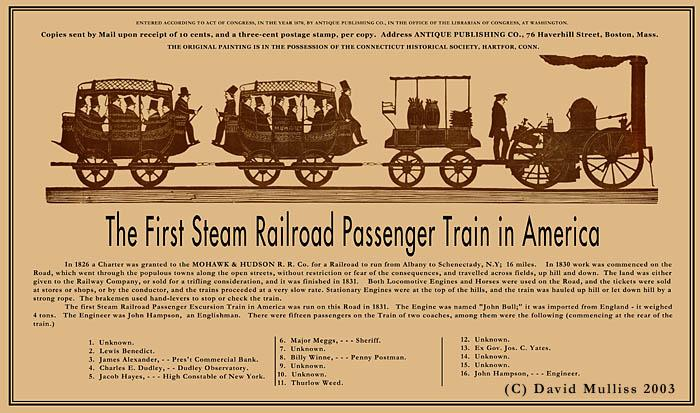 ENTERED ACCORDING TO ACT OF CONGRESS, IN THE YEAR 1870, BY ANTIQUE PUBLISHING CO., IN THE OFFICE OF THE LIBRARIAN OF CONGRESS, AT WASHINGTON.
Copies sent by Mail upon receipt of 10 cents, and a three-cent postage stamp, per copy. Address ANTIQUE PUBLISHING CO., 76 Haverhill Street, Boston, Mass.
THE ORIGINAL PAINTING IS IN THE POSSESSION OF THE CONNECTICUT HISTORICAL SOCIETY, HARTFOR, CONN.
The First Steam Railroad Passenger Train in America
In 1826 a Charter was granted to the MOHAWK & HUDSON R. R. Co. for a Railroad to run from Albany to Schenectady, N.Y; 16 miles. In 1830 work was commenced on the
Road, which went through the populous towns along the open streets, without restriction or fear of the consequences, and travelled across fields, up hill and down. The land was either
given to the Railway Company, or sold for a trifling consideration, and it was finished in 1831. Both Locomotive Engines and Horses were used on the Road, and the tickets were sold
at stores or shops, or by the conductor, and the trains proceeded at a very slow rate. Stationary Engines were at the top of the hills, and the train was hauled up hill or let down hill by a
strong rope. The brakemen used hand-levers to stop or check the train.
The first Steam Railroad Passenger Excursion Train in America was run on this Road in 1831. The Engine was named "John Bull;" it was imported from England - it weighed
4 tons. The Engineer was John Hampson, an Englishman. There were fifteen passengers on the Train of two coaches, among them were the following (commencing at the rear of the
train.)
1. Unknown.
2. Lewis Benedict.
3. James Alexander, - - Pres't Commercial Bank.
4. Charles E. Dudley, - - Dudley Observatory.
5. Jacob Hayes, - - - High Constable of New York.
6. Major Meggs, - - - Sheriff.
7. Unknown.
8. Billy Winne, - - - Penny Postman.
9. Unknown.
10. Unknown.
11. Thurlow Weed.
12. Unknown.
13. Ex Gov. Jos. C. Yates.
14. Unknown.
15. Unknown.
16. John Hampson, - - - Engineer.
(C) David Mulliss 2003